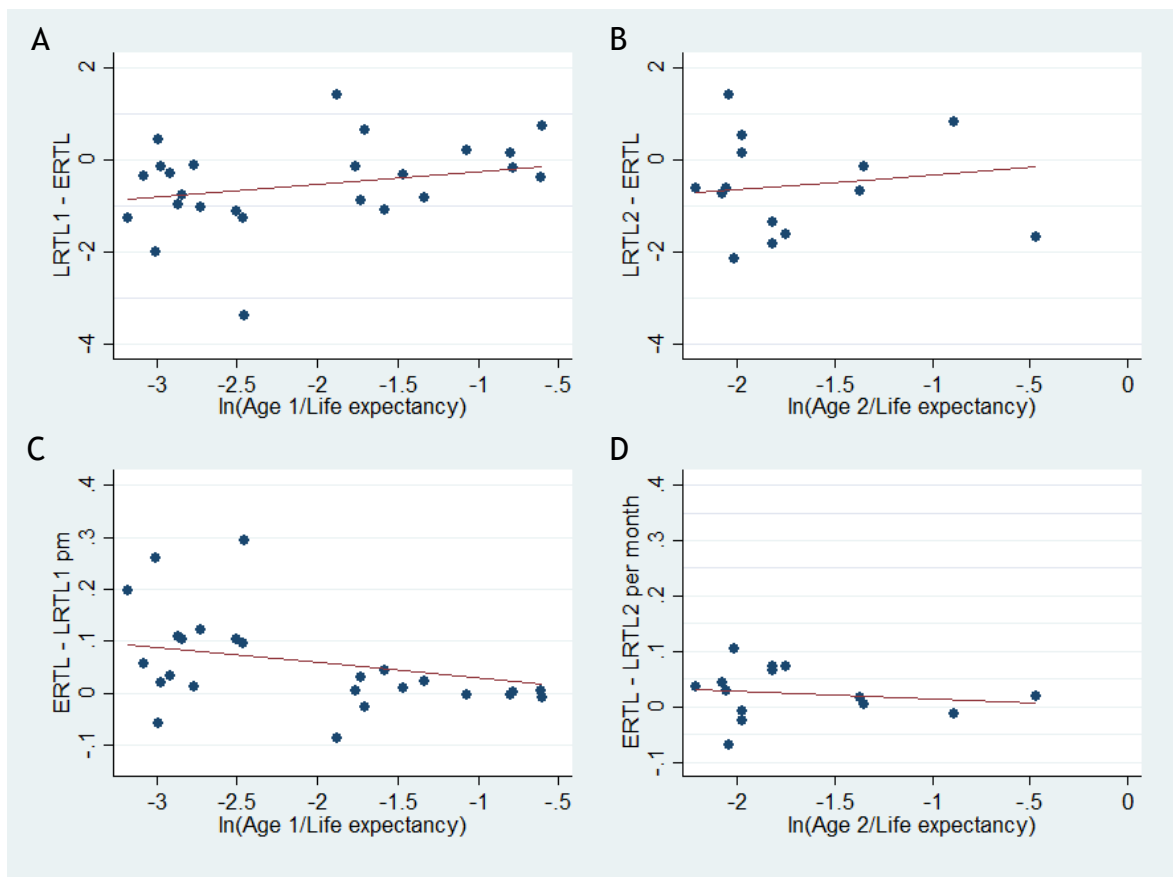 A
LRTL1 - ERTL
2
0
-2
-4
-3 -2.5 -2 -1.5 -1 -.5
ln(Age 1/Life expectancy)
B
LRTL2 - ERTL
2
0
-2
-4
-2 -1.5 -1 -.5 0
ln(Age 2/Life expectancy)
C
ERTL - LRTL1 pm
.4
.3
.2
.1
0
-.1
-3 -2.5 -2 -1.5 -1 -.5
ln(Age 1/Life expectancy)
D
ERTL - LRTL2 per month
.4
.3
.2
.1
0
-.1
-2 -1.5 -1 -.5 0
ln(Age 2/Life expectancy)